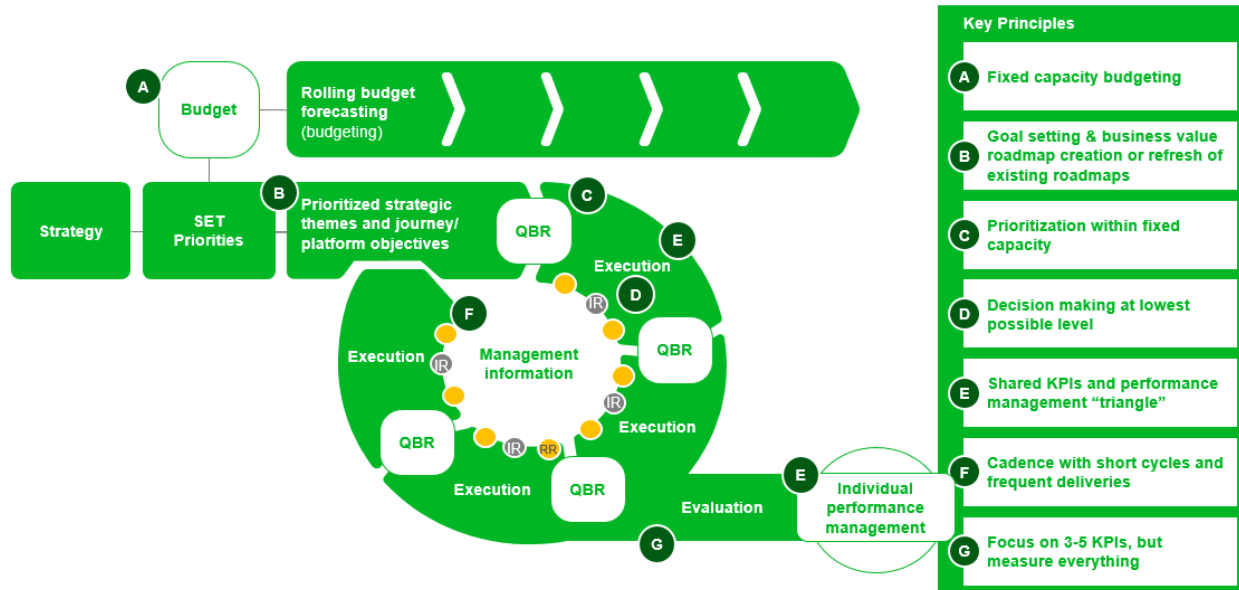 Key Principles
A
Budget
Rolling budget
forecasting
(budgeting)
A
Fixed capacity budgeting
B
Goal setting & business value
roadmap creation or refresh of
existing roadmaps
Strategy
SET
Priorities
B
Prioritized strategic
themes and journey/
platform objectives
QBR
C
E
Execution
D
IR
C
Prioritization within fixed
capacity
D
Decision making at lowest
possible level
F
Execution
IR
Management
information
QBR
IR
Execution
E
Shared KPIs and performance
management “triangle”
QBR
IR
RR
Execution
QBR
F
Cadence with short cycles and
frequent deliveries
Evaluation
E
Individual
performance
management
G
G
Focus on 3-5 KPIs, but
measure everything